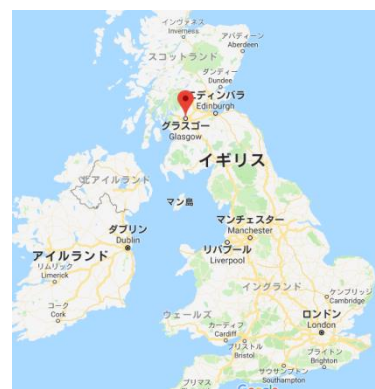 インヴァネス
Inverness
アバディーン
Aberdeen
スコットランド
ダンディー
Dundee
エディンバラ
Edinburgh
グラスゴー
Glasgow
イギリス
北アイルランド
マン島
ダブリン
Dublin
マンチェスター
Manchester
アイルランド
リバプール
Liverpool
リムリック
Limerick
イングランド
ケンブリッジ
Cambridge
コーク
Cork
ウェールズ
カーディフ
Cardiff
ロンドン
London
ブリストル
Bristol
ブライトン
Brighton
サウサンプトン
Southampton
プリマス
Google